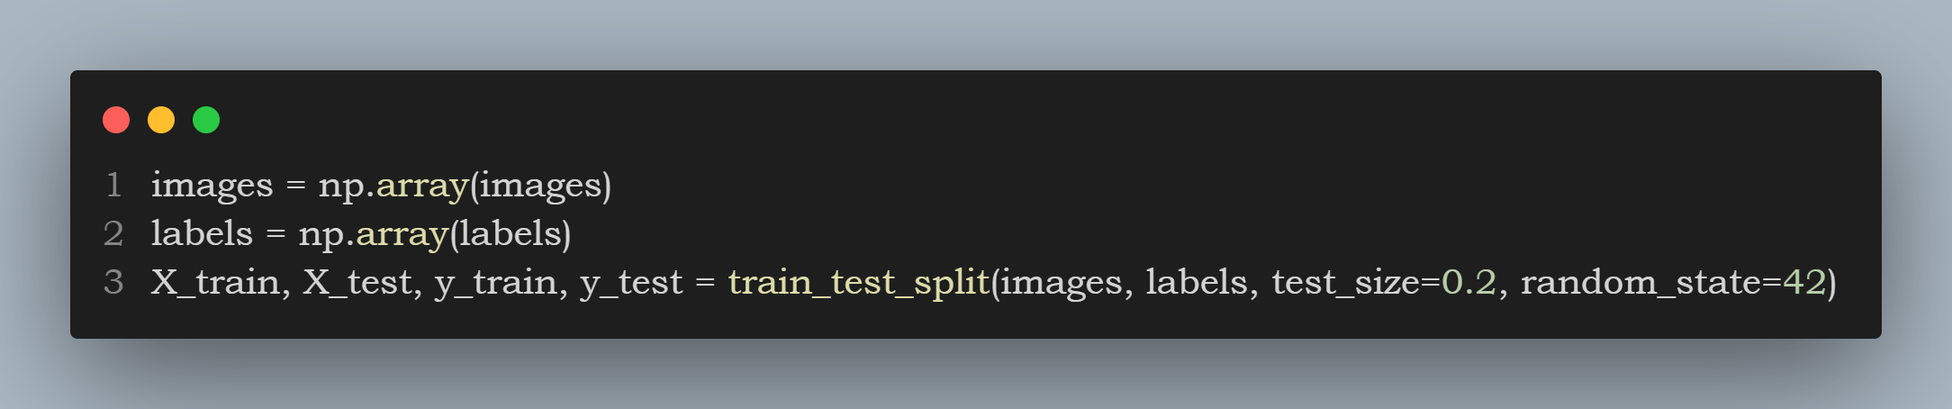 1 images = np.array(images)
2 labels = np.array(labels)
3 X_train, X_test, y_train, y_test = train_test_split(images, labels, test_size=0.2, random_state=42)